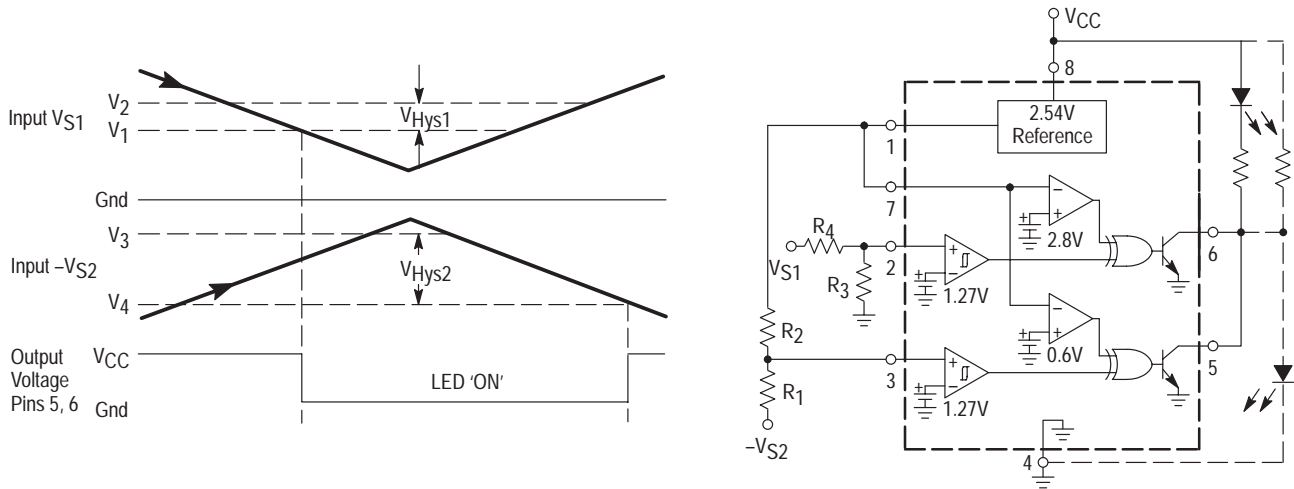 Input VS1
V2
V1
VHys1
Gnd
V3
Input –VS2
VHys2
V4
Output
Voltage
Pins 5, 6
VCC
Gnd
LED 'ON'
VCC
8
2.54V
Reference
1
7
–
+
+
2.8V
6
R4
VS1
2
+
–
+
1.27V
R3
–
+
+
0.6V
5
R2
3
+
–
+
1.27V
R1
–VS2
4